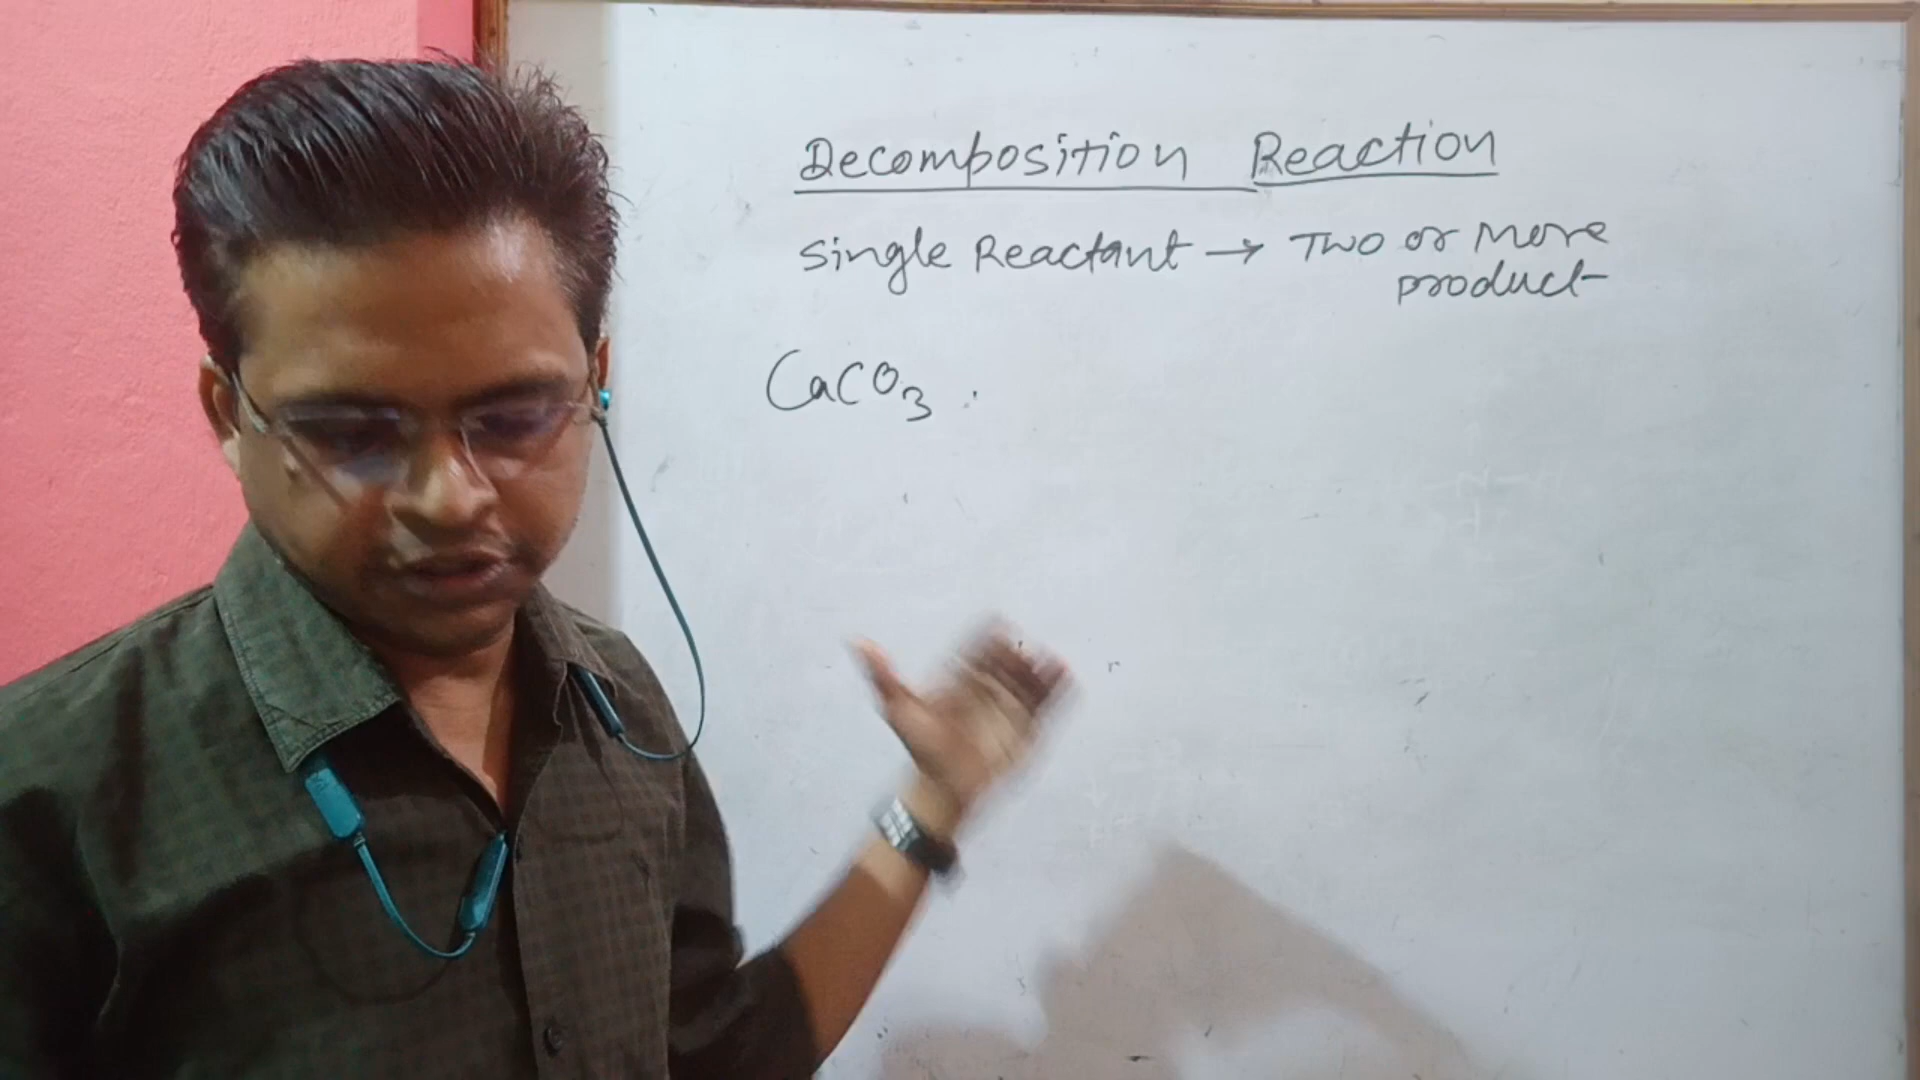 Decomposition Reaction
Single Reactant → Two or More
product
CaCO₃